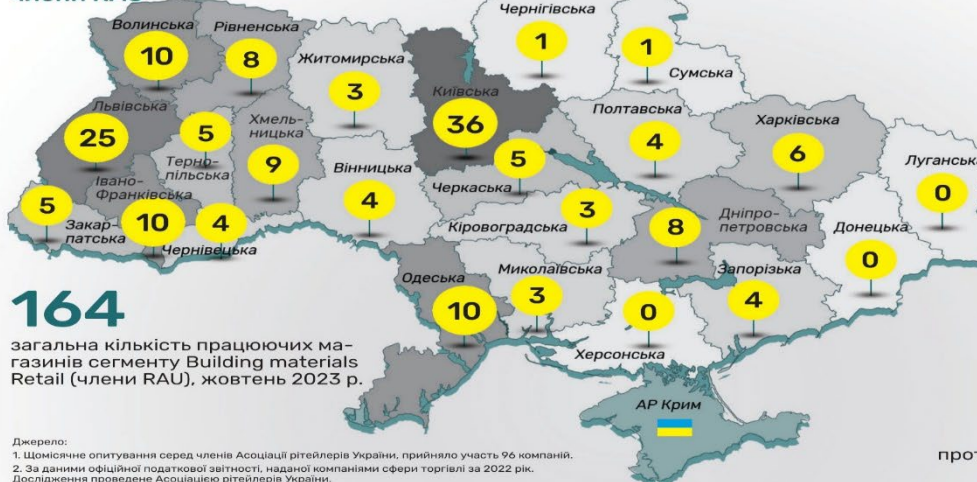 Чернігівська
1
1
Сумська
Волинська
10
Рівненська
8
Житомирська
3
Київська
36
Полтавська
4
Харківська
6
Луганськ
0
Львівська
25
5
Терно-
пільська
Хмель-
ницька
9
Вінницька
4
5
Черкаська
Івано-
Франківська
10
5
Закар-
патська
4
Чернівецька
Кіровоградська
3
8
Дніпро-
петровська
Донецька
0
Одеська
10
Миколаївська
3
0
Херсонська
Запорізька
4
АР Крим
164
загальна кількість працюючих ма-
газинів сегменту Building materials
Retail (члени RAU), жовтень 2023 р.
Джерело:
1. Щомісячне опитування серед членів Асоціації рітейлерів України, прийняло участь 96 компаній.
2. За даними офіційної податкової звітності, наданої компаніями сфери торгівлі за 2022 рік.
Дослідження проведене Асоціацією рітейлерів України.
прот